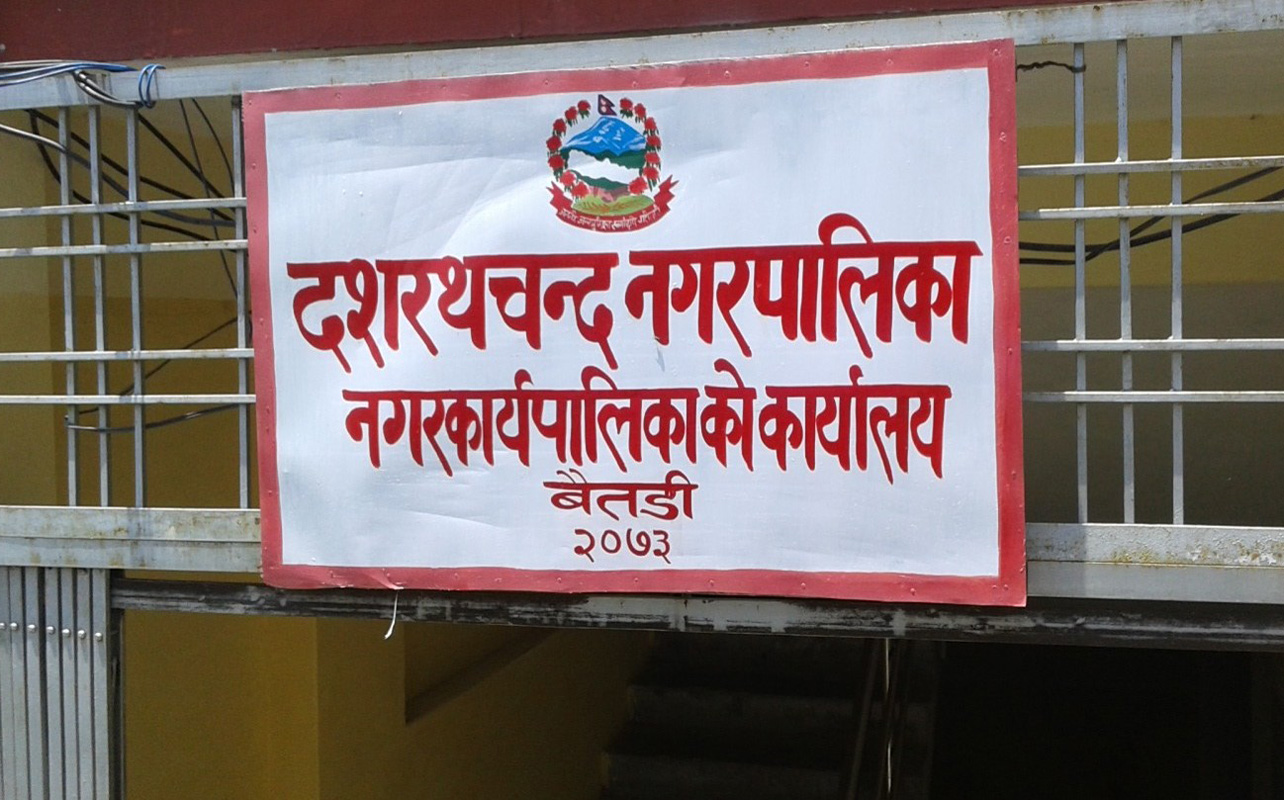 दशरथचन्द नगरपालिका
नगरकार्यपालिकाको कार्यालय
बैतडी
२०७३